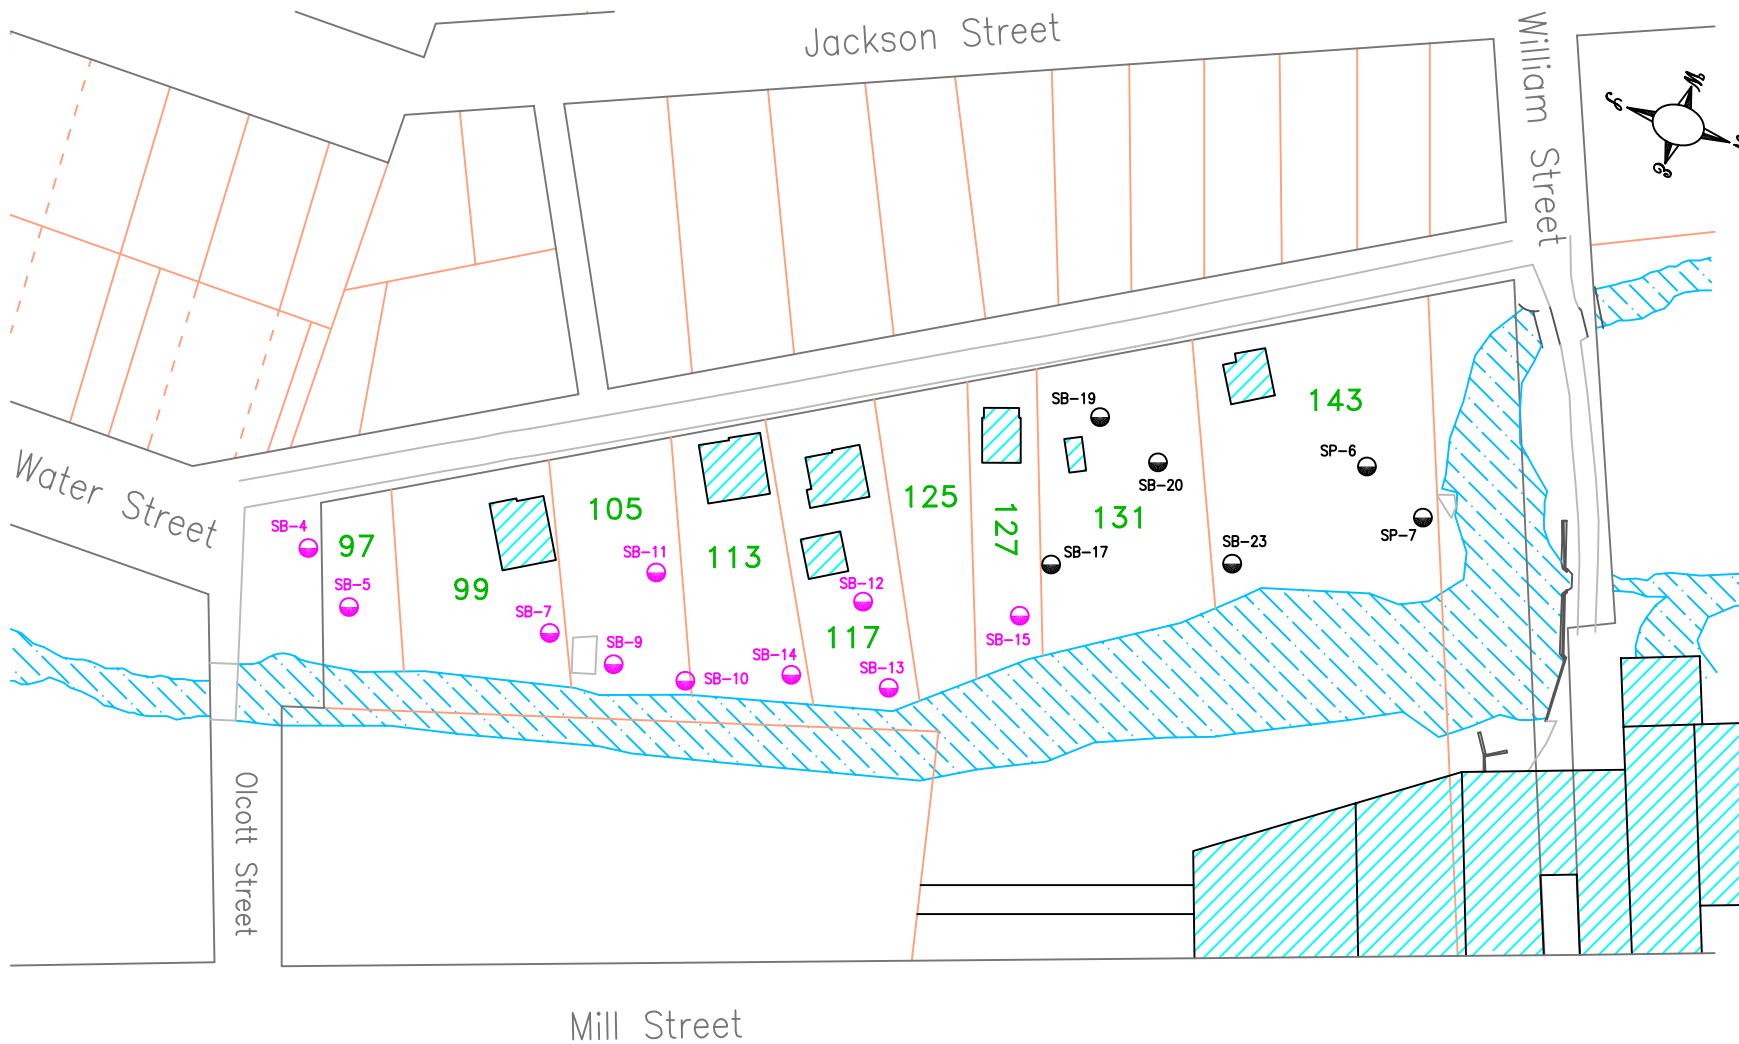 Jackson Street
William Street
W
S
N
E
SB-19
143
SP-6
Water Street
SB-20
125
105
131
127
SP-7
SB-4
97
SB-11
113
SB-17
SB-23
SB-5
99
SB-12
SB-7
SB-9
117
SB-15
SB-14
SB-13
SB-10
Olcott Street
Mill Street